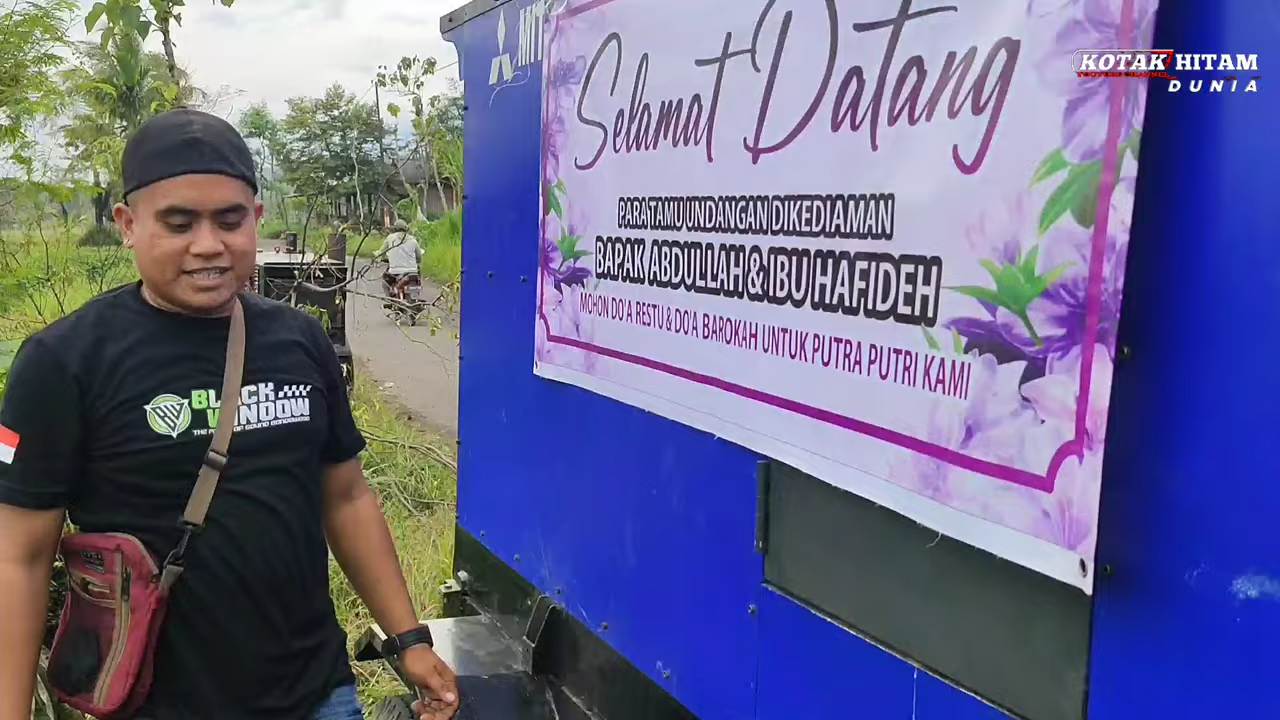 MIT
Selamat Datang
PARA TAMU UNDANGAN DIKEDIAMAN
BAPAK ABDULLAH & IBU HAFIDEH
MOHON DO'A RESTU & DO'A BAROKAH UNTUK PUTRA PUTRI KAMI
KOTAK HITAM
DUNIA
BLACK
WINDOW